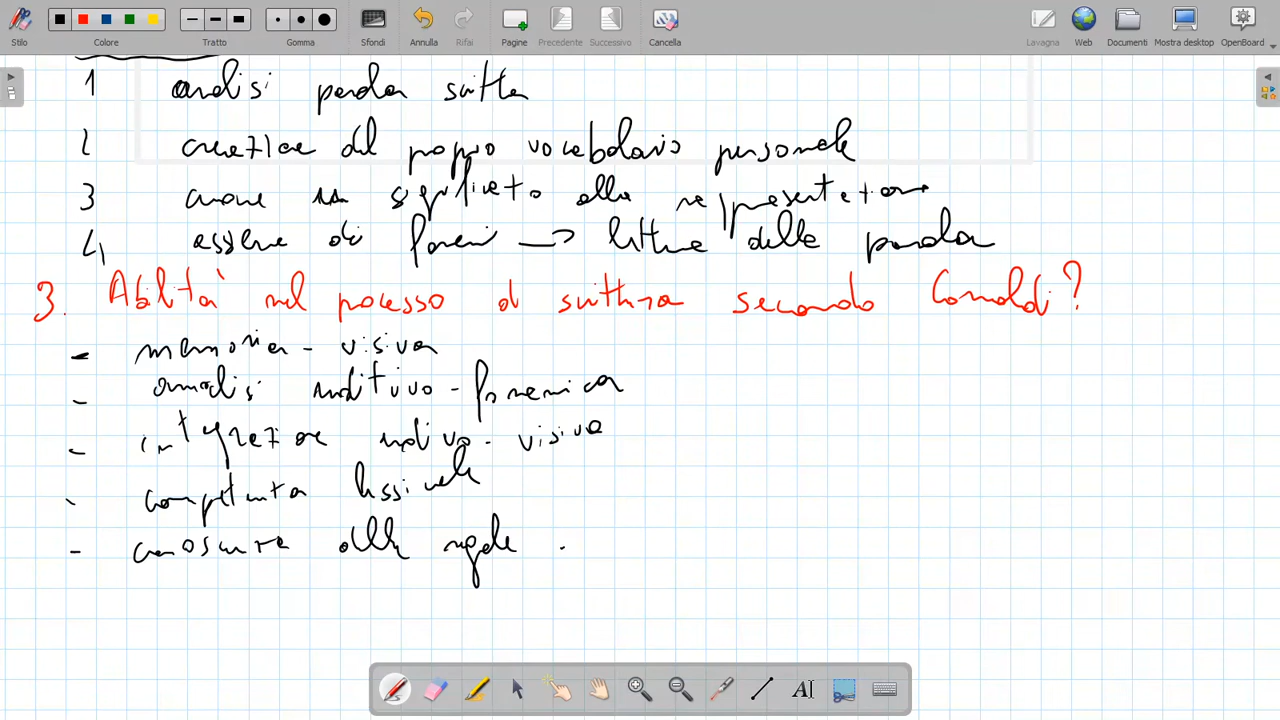 Stilo Colore Tratto Gomma Sfondi Annulla Rifai Pagine Precedente Successivo Cancella Lavagna Web Documenti Mostra desktop OpenBoard
1 analisi parola scritta
2 creazione del proprio vocabolario personale
3 un significato alla rappresentazione
4 assieme di fonemi → lettura della parola
3. Abilità nel processo di scrittura secondo Cornoldi?
- memoria - visiva
- analisi uditivo - fonemica
- integrazione uditivo - visiva
- competenza lessicale
- conoscenza delle regole .